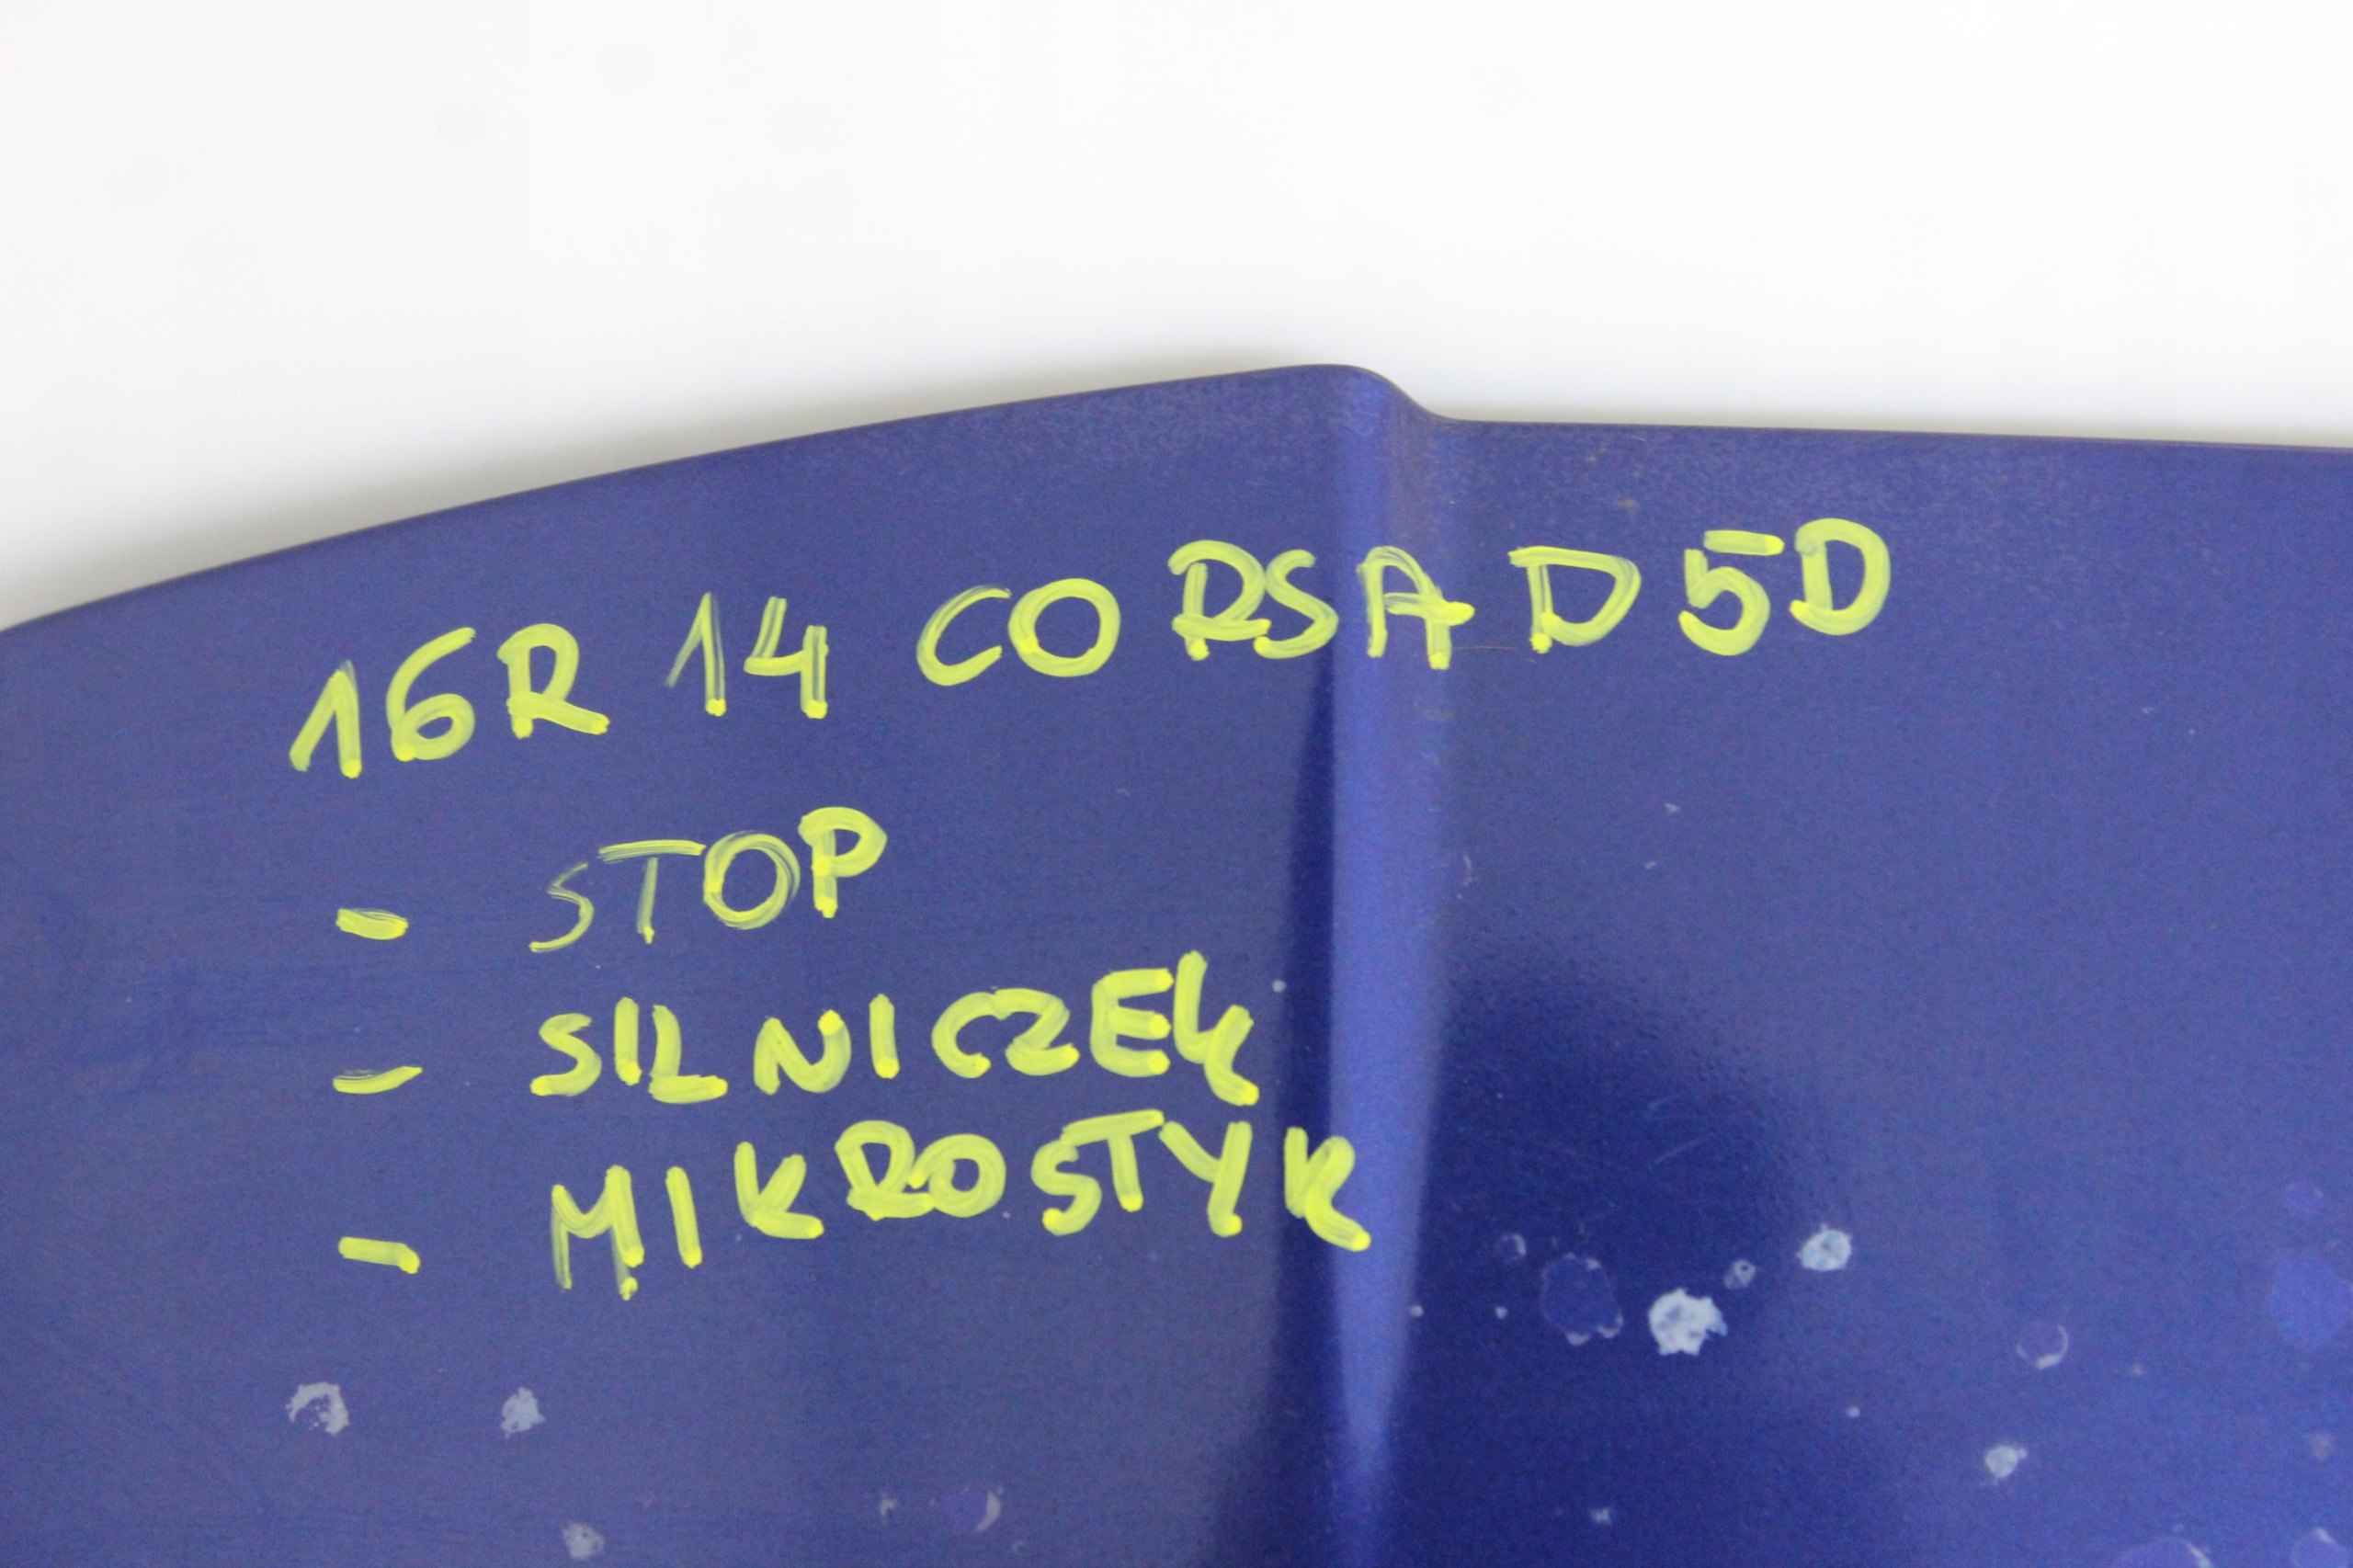 16R 14 CORSA D 5D
- STOP
- SILNICZEK
- MIKROSTYK